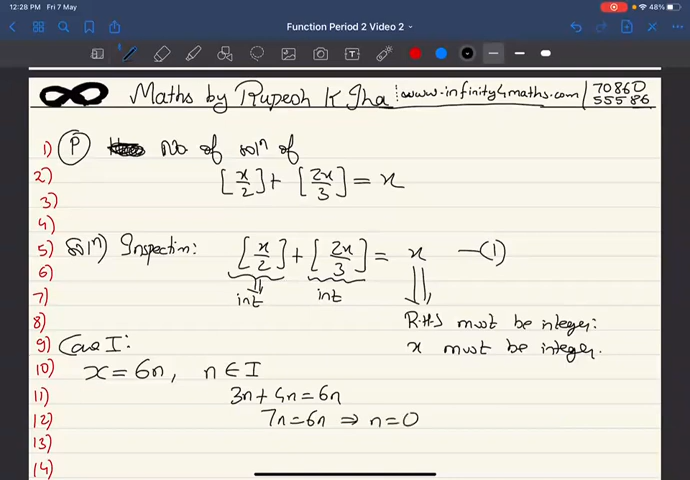 12:28 PM Fri 7 May
48%
Function Period 2 Video 2
∞ Maths by Rupesh K Jha www.infinity4maths.com / 70860 55586
1) (P) No of solⁿ of
2) [x/2] + [2x/3] = x
3)
4)
5) solⁿ) Inspection: [x/2] + [2x/3] = x —(1)
6)
7) int int
8) R.H.S must be integer:
9) Case I: x must be integer.
10) x = 6n, n ∈ I
11) 3n + 4n = 6n
12) 7n = 6n ⇒ n = 0
13)
14)